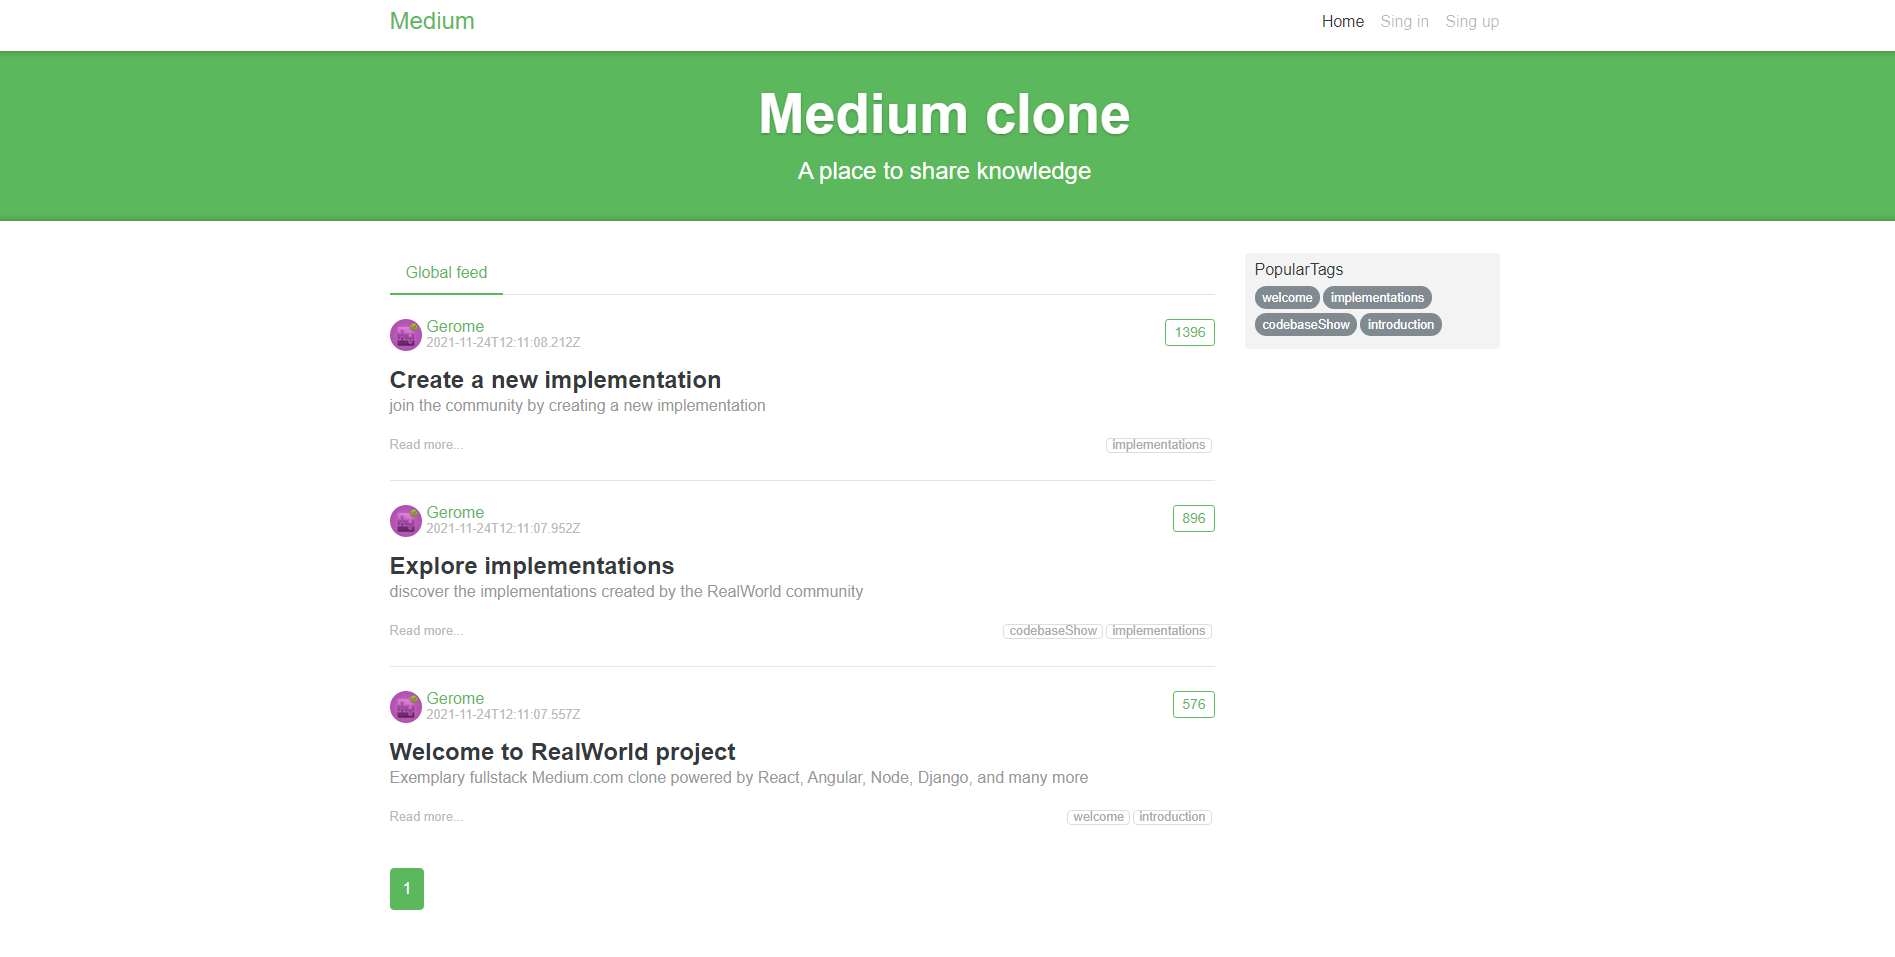 Medium
Home Sing in Sing up
Medium clone
A place to share knowledge
Global feed
Gerome
2021-11-24T12:11:08.212Z
1396
Create a new implementation
join the community by creating a new implementation
Read more...
implementations
Gerome
2021-11-24T12:11:07.952Z
896
Explore implementations
discover the implementations created by the RealWorld community
Read more...
codebaseShow implementations
Gerome
2021-11-24T12:11:07.557Z
576
Welcome to RealWorld project
Exemplary fullstack Medium.com clone powered by React, Angular, Node, Django, and many more
Read more...
welcome introduction
1
PopularTags
welcome implementations
codebaseShow introduction